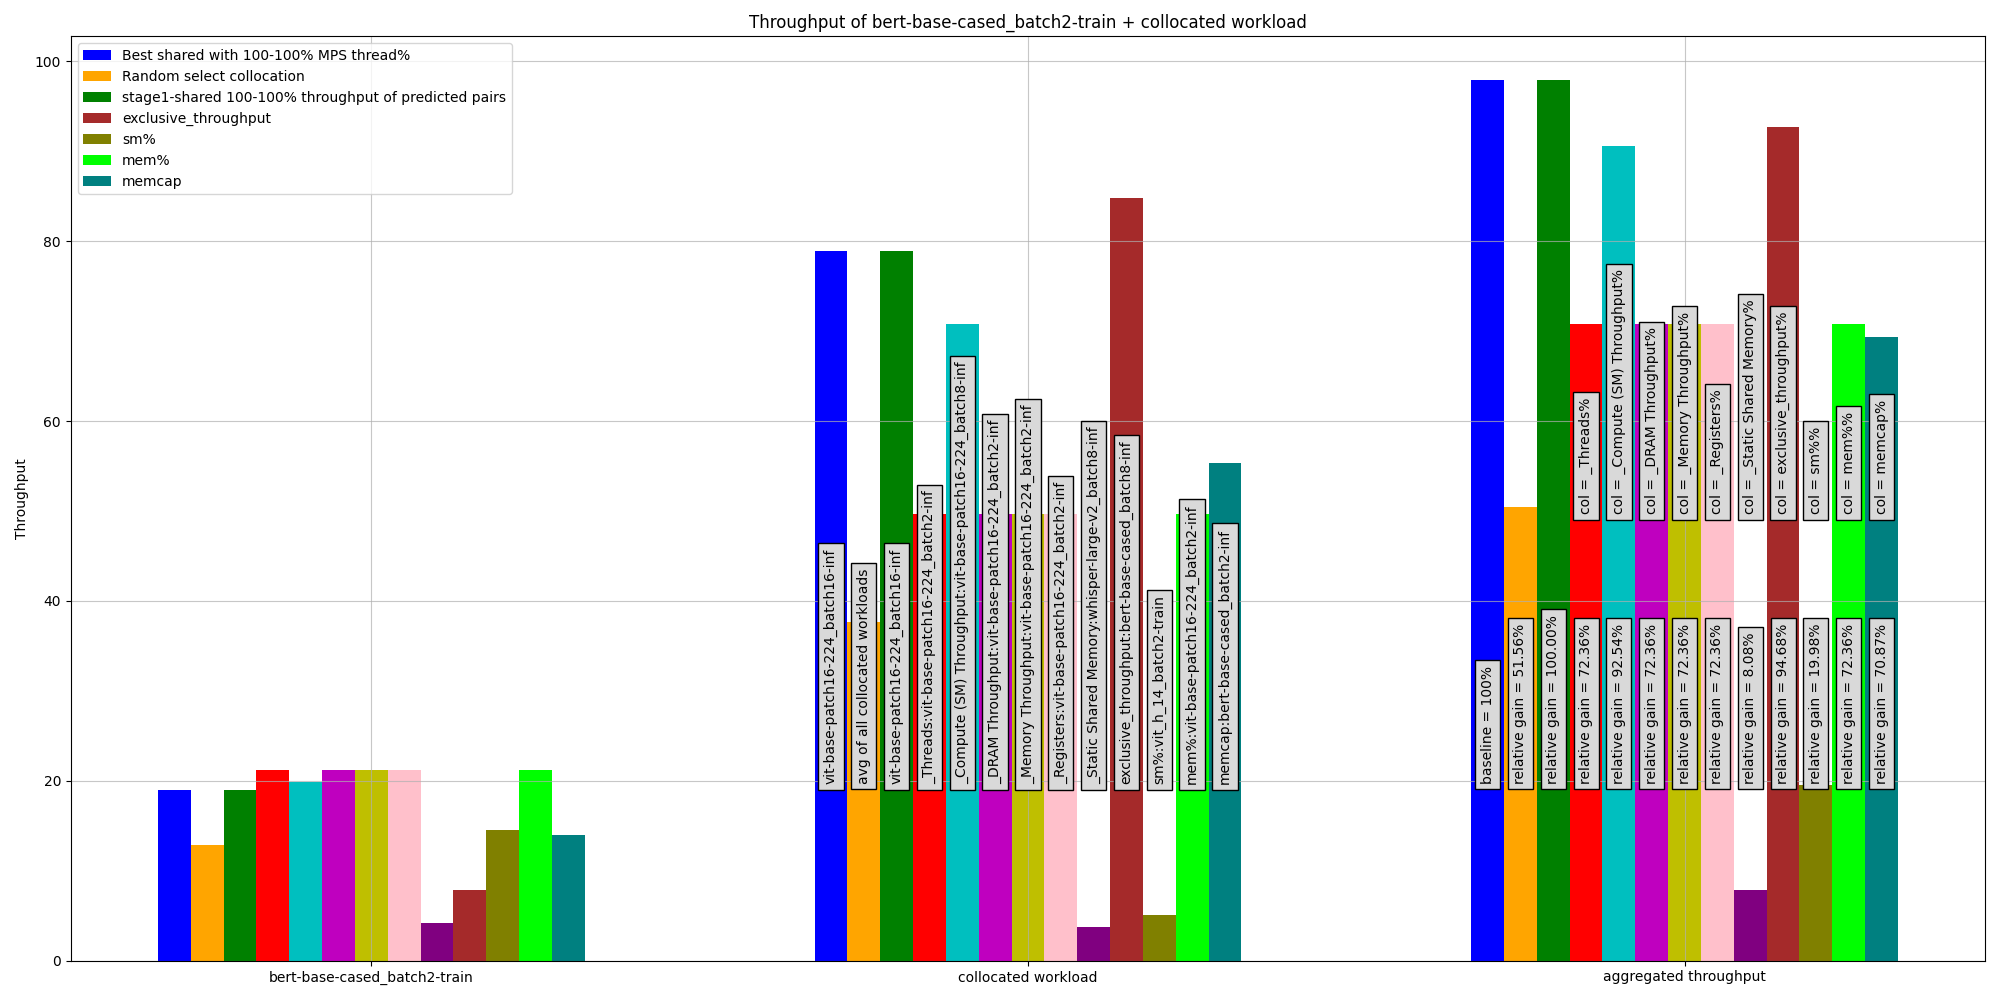 Throughput of bert-base-cased_batch2-train + collocated workload
Best shared with 100-100% MPS thread%
Random select collocation
stage1-shared 100-100% throughput of predicted pairs
exclusive_throughput
sm%
mem%
memcap
Throughput
100
80
60
40
20
0
vit-base-patch16-224_batch16-inf
avg of all collocated workloads
vit-base-patch16-224_batch16-inf
_Threads:vit-base-patch16-224_batch2-inf
_Compute (SM) Throughput:vit-base-patch16-224_batch8-inf
_DRAM Throughput:vit-base-patch16-224_batch2-inf
_Memory Throughput:vit-base-patch16-224_batch2-inf
_Registers:vit-base-patch16-224_batch2-inf
_Static Shared Memory:whisper-large-v2_batch8-inf
exclusive_throughput:bert-base-cased_batch8-inf
sm%:vit_h_14_batch2-train
mem%:vit-base-patch16-224_batch2-inf
memcap:bert-base-cased_batch2-inf
col = _Threads%
col = _Compute (SM) Throughput%
col = _DRAM Throughput%
col = _Memory Throughput%
col = _Registers%
col = _Static Shared Memory%
col = exclusive_throughput%
col = sm%%
col = mem%%
col = memcap%
baseline = 100%
relative gain = 51.56%
relative gain = 100.00%
relative gain = 72.36%
relative gain = 92.54%
relative gain = 72.36%
relative gain = 72.36%
relative gain = 72.36%
relative gain = 8.08%
relative gain = 94.68%
relative gain = 19.98%
relative gain = 72.36%
relative gain = 70.87%
bert-base-cased_batch2-train
collocated workload
aggregated throughput